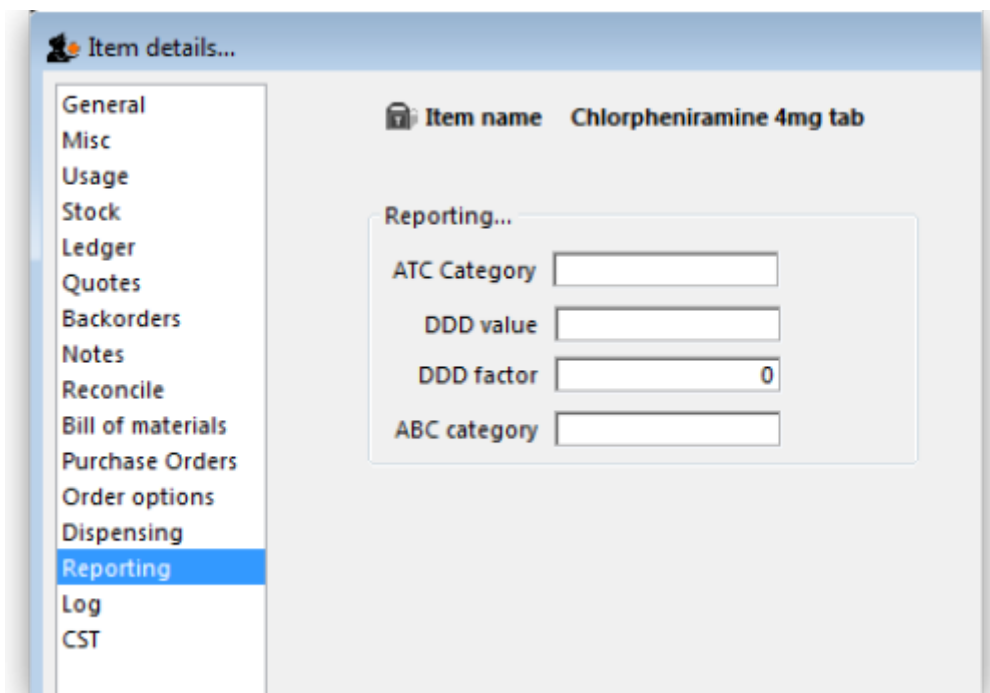 Item details...
General
Misc
Usage
Stock
Ledger
Quotes
Backorders
Notes
Reconcile
Bill of materials
Purchase Orders
Order options
Dispensing
Reporting
Log
CST
Item name Chlorpheniramine 4mg tab
Reporting...
ATC Category
DDD value
DDD factor 0
ABC category